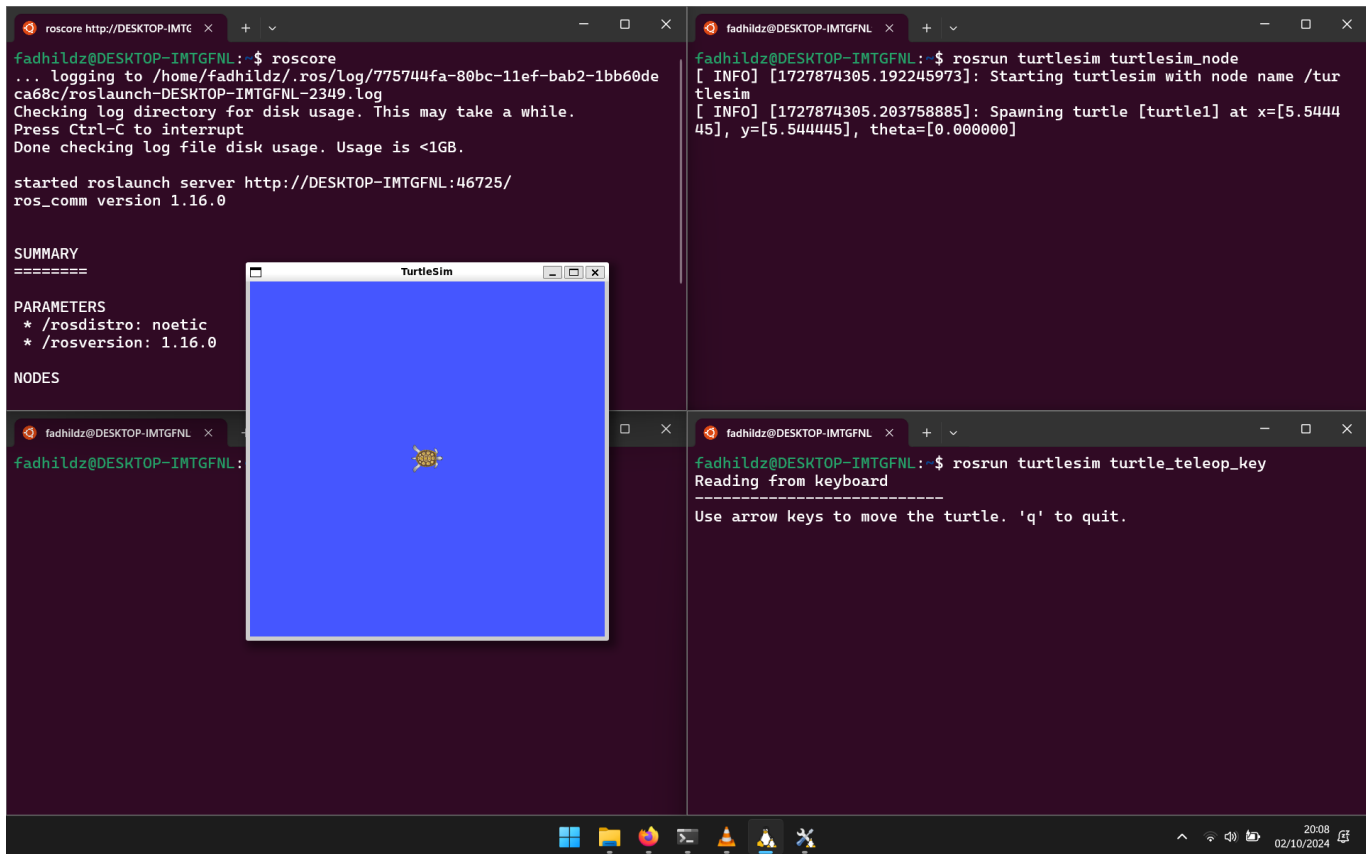 roscore http://DESKTOP-IMTG
fadhildz@DESKTOP-IMTGFNL:~$ roscore
... logging to /home/fadhildz/.ros/log/775744fa-80bc-11ef-bab2-1bb60de
ca68c/roslaunch-DESKTOP-IMTGFNL-2349.log
Checking log directory for disk usage. This may take a while.
Press Ctrl-C to interrupt
Done checking log file disk usage. Usage is <1GB.
started roslaunch server http://DESKTOP-IMTGFNL:46725/
ros_comm version 1.16.0
SUMMARY
========
PARAMETERS
* /rosdistro: noetic
* /rosversion: 1.16.0
NODES
fadhildz@DESKTOP-IMTGFNL
fadhildz@DESKTOP-IMTGFNL:~$ rosrun turtlesim turtlesim_node
[ INFO] [1727874305.192245973]: Starting turtlesim with node name /tur
tlesim
[ INFO] [1727874305.203758885]: Spawning turtle [turtle1] at x=[5.5444
45], y=[5.544445], theta=[0.000000]
TurtleSim
fadhildz@DESKTOP-IMTGFNL
fadhildz@DESKTOP-IMTGFNL:
fadhildz@DESKTOP-IMTGFNL
fadhildz@DESKTOP-IMTGFNL:~$ rosrun turtlesim turtle_teleop_key
Reading from keyboard
---------------------------
Use arrow keys to move the turtle. 'q' to quit.
20:08
02/10/2024